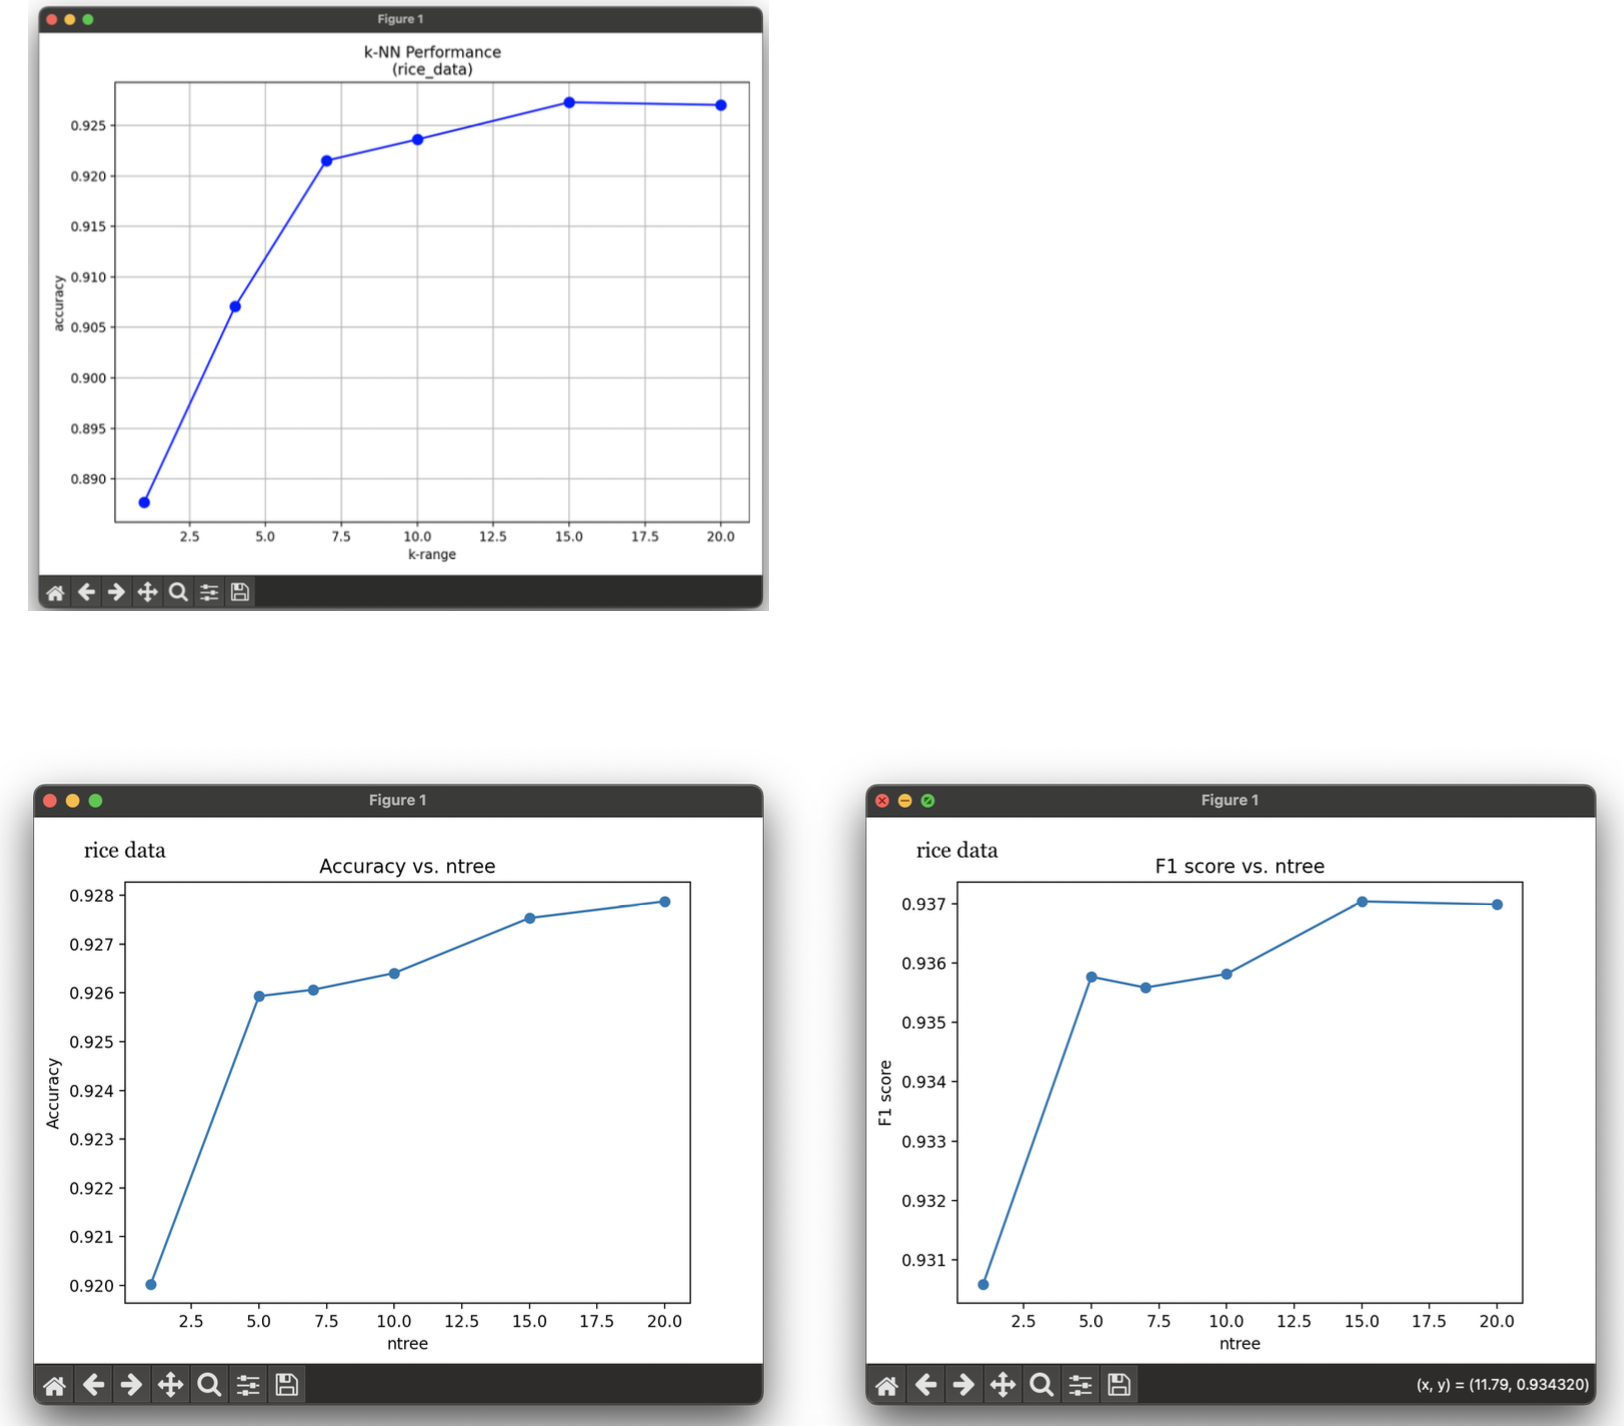 Figure 1
k-NN Performance
(rice_data)
0.925
0.920
0.915
0.910
0.905
0.900
0.895
0.890
accuracy
2.5 5.0 7.5 10.0 12.5 15.0 17.5 20.0
k-range
Figure 1
rice data
Accuracy vs. ntree
0.928
0.927
0.926
0.925
0.924
0.923
0.922
0.921
0.920
Accuracy
2.5 5.0 7.5 10.0 12.5 15.0 17.5 20.0
ntree
Figure 1
rice data
F1 score vs. ntree
0.937
0.936
0.935
0.934
0.933
0.932
0.931
F1 score
2.5 5.0 7.5 10.0 12.5 15.0 17.5 20.0
ntree
(x, y) = (11.79, 0.934320)